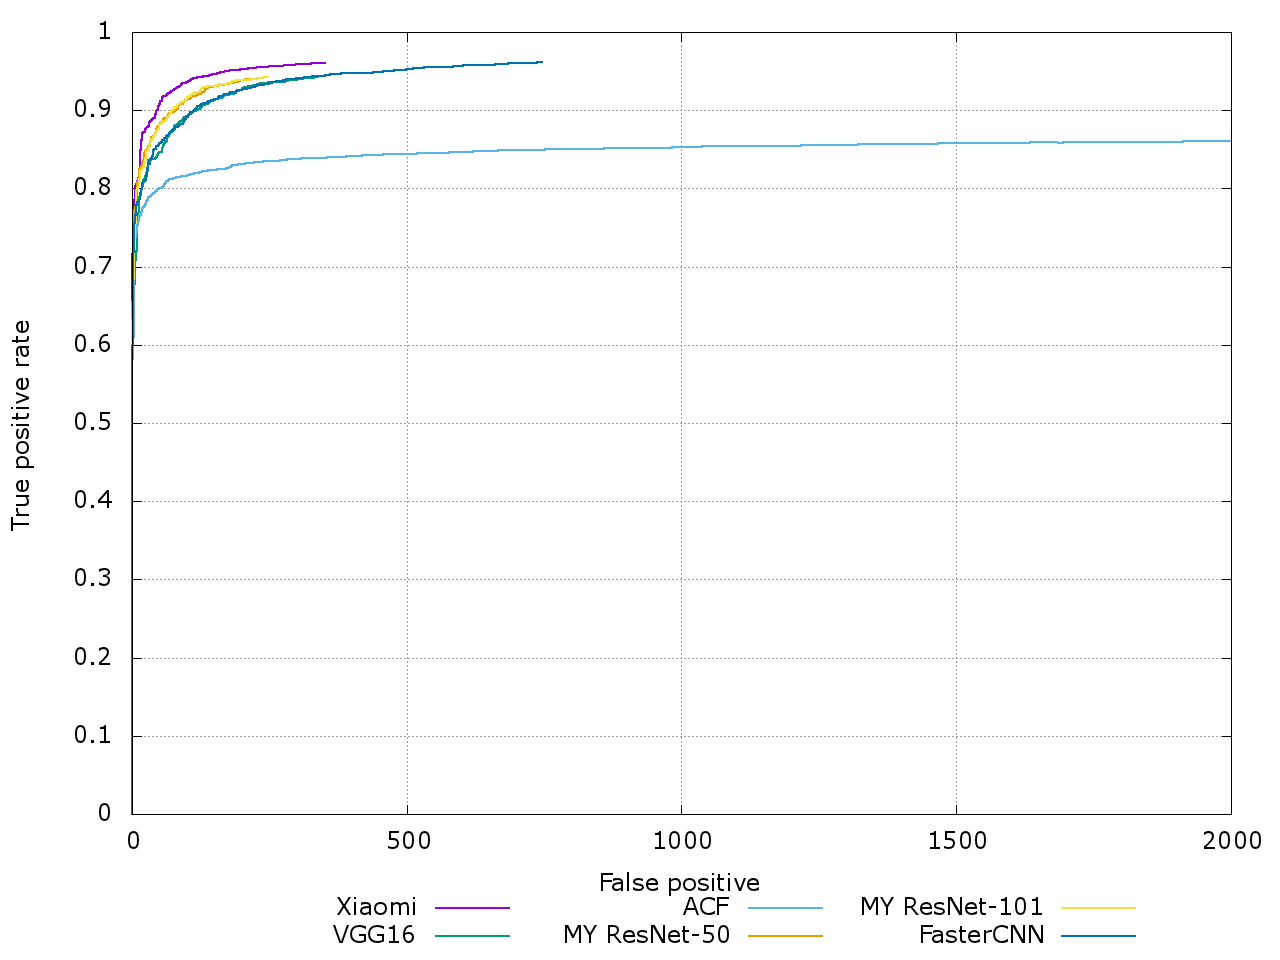 1
0.9
0.8
0.7
0.6
0.5
0.4
0.3
0.2
0.1
0
True positive rate
0 500 1000 1500 2000
False positive
Xiaomi ACF MY ResNet-101
VGG16 MY ResNet-50 FasterCNN